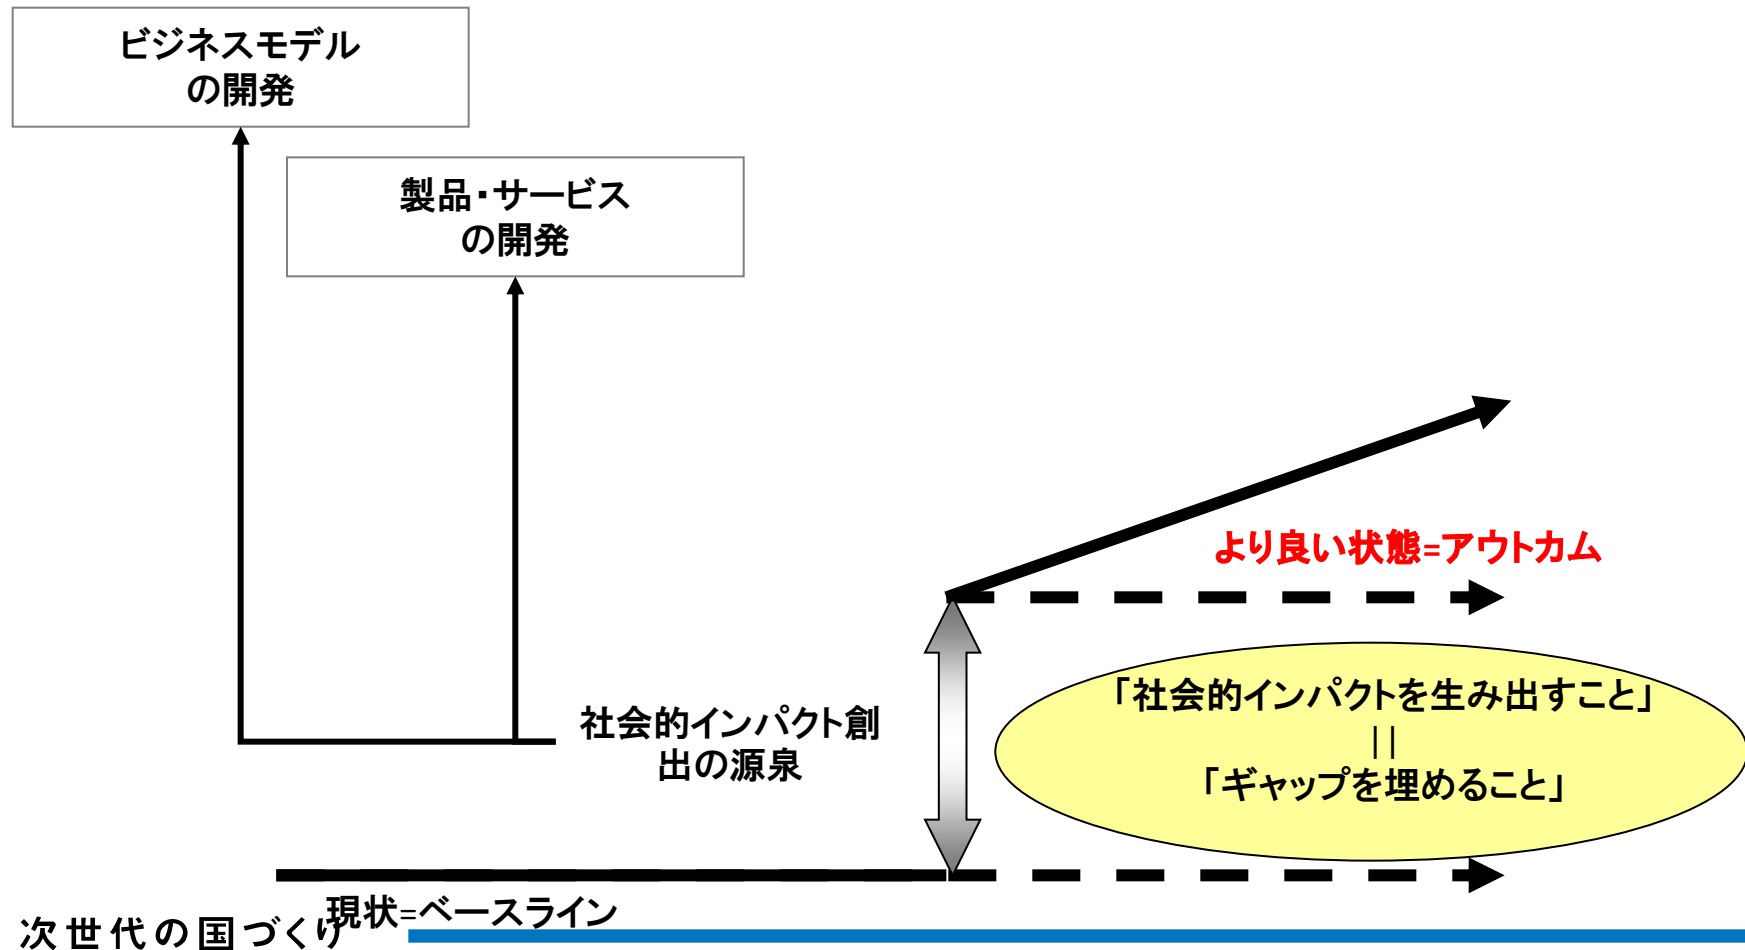 ビジネスモデル
の開発
製品・サービス
の開発
より良い状態=アウトカム
「社会的インパクトを生み出すこと」
||
「ギャップを埋めること」
社会的インパクト創
出の源泉
現状=ベースライン
次世代の国づくり